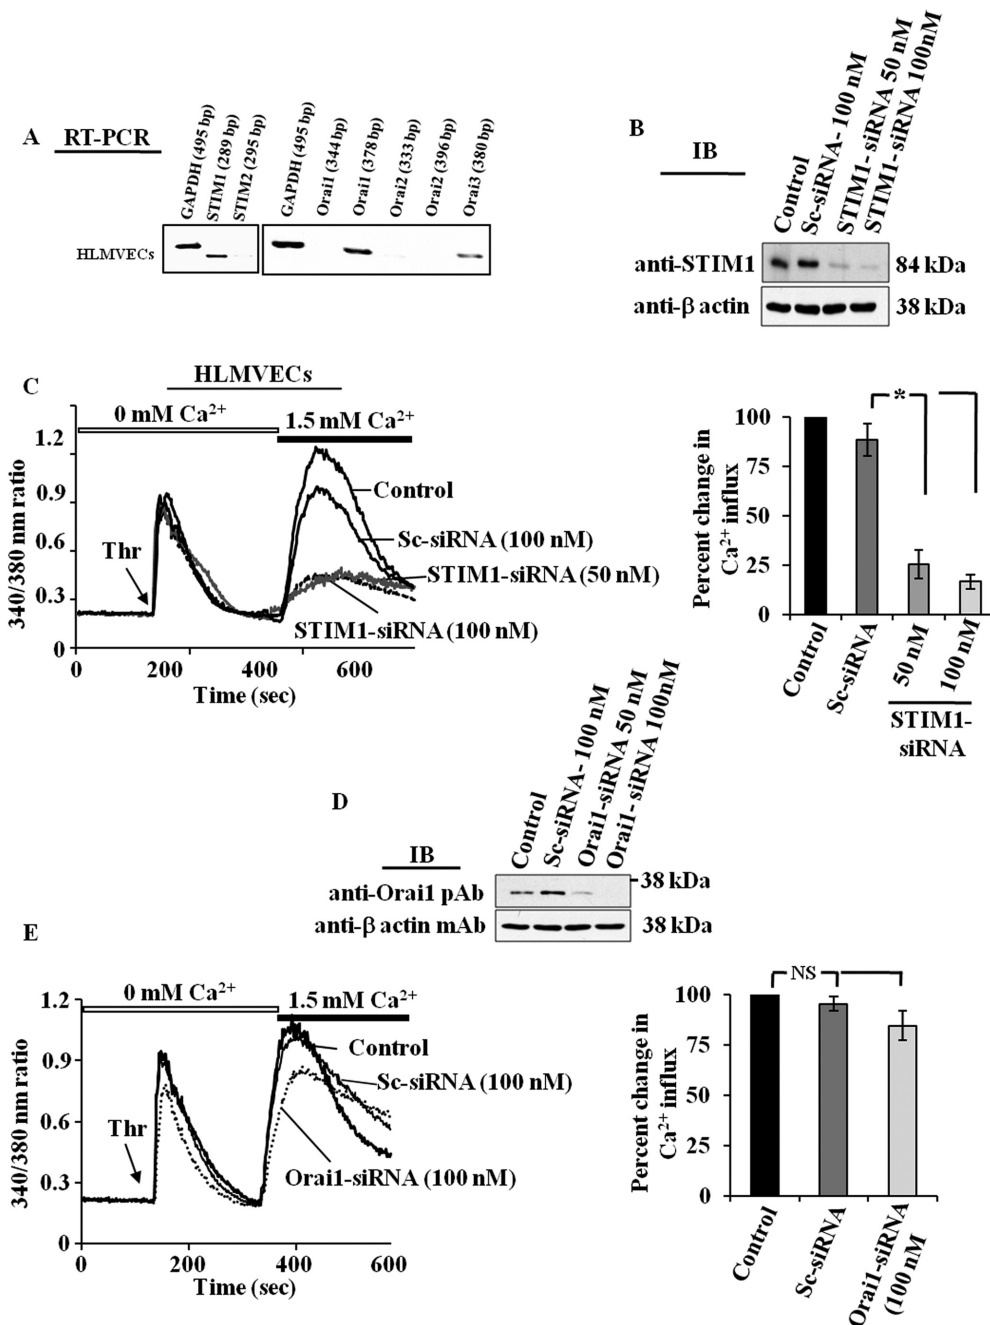 A
RT-PCR
GAPDH (495 bp)
STIM1 (289 bp)
STIM2 (295 bp)
GAPDH (495 bp)
Orai1 (344 bp)
Orai1 (378 bp)
Orai2 (333 bp)
Orai2 (396 bp)
Orai3 (380 bp)
HLMVECs
B
IB
Control
Sc-siRNA- 100 nM
STIM1- siRNA 50 nM
STIM1- siRNA 100nM
anti-STIM1
84 kDa
anti-β actin
38 kDa
C
HLMVECs
0 mM Ca2+
1.5 mM Ca2+
340/380 nm ratio
1.2
0.9
0.6
0.3
0
Thr
Control
Sc-siRNA (100 nM)
STIM1-siRNA (50 nM)
STIM1-siRNA (100 nM)
0
200
400
600
Time (sec)
Percent change in
Ca2+ influx
100
75
50
25
0
*
Control
Sc-siRNA
50 nM
100 nM
STIM1-
siRNA
D
IB
Control
Sc-siRNA- 100 nM
Orai1-siRNA 50 nM
Orai1- siRNA 100nM
anti-Orai1 pAb
38 kDa
anti-β actin mAb
38 kDa
E
0 mM Ca2+
1.5 mM Ca2+
340/380 nm ratio
1.2
0.9
0.6
0.3
0
Thr
Control
Sc-siRNA (100 nM)
Orai1-siRNA (100 nM)
0
200
400
600
Time (sec)
Percent change in
Ca2+ influx
100
75
50
25
0
NS
Control
Sc-siRNA
Orai1-siRNA
(100 nM